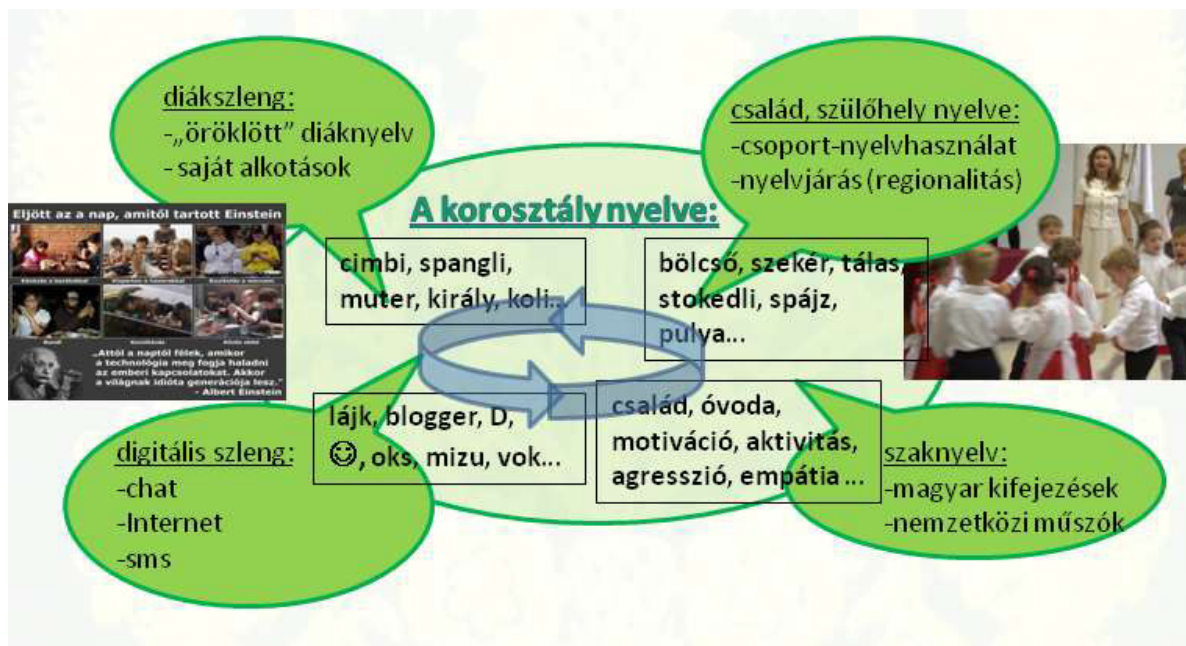 diákszleng:
-„öröklött” diáknyelv
- saját alkotások
család, szülőhely nyelve:
-csoport-nyelvhasználat
-nyelvjárás (regionalitás)
A korosztály nyelve:
cimbi, spangli,
muter, király, koli..
bölcső, szekér, tálas,
stokedli, spájz,
pulya...
Eljött az a nap, amitől tartott Einstein
„Attól a naptól félek, amikor
a technológia meg fogja haladni
az emberi kapcsolatokat. Akkor
a világnak idióta generációja lesz.”
- Albert Einstein
lájk, blogger, D,
☺, oks, mizu, vok...
család, óvoda,
motiváció, aktivitás,
agresszió, empátia ...
digitális szleng:
-chat
-Internet
-sms
szaknyelv:
-magyar kifejezések
-nemzetközi műszók